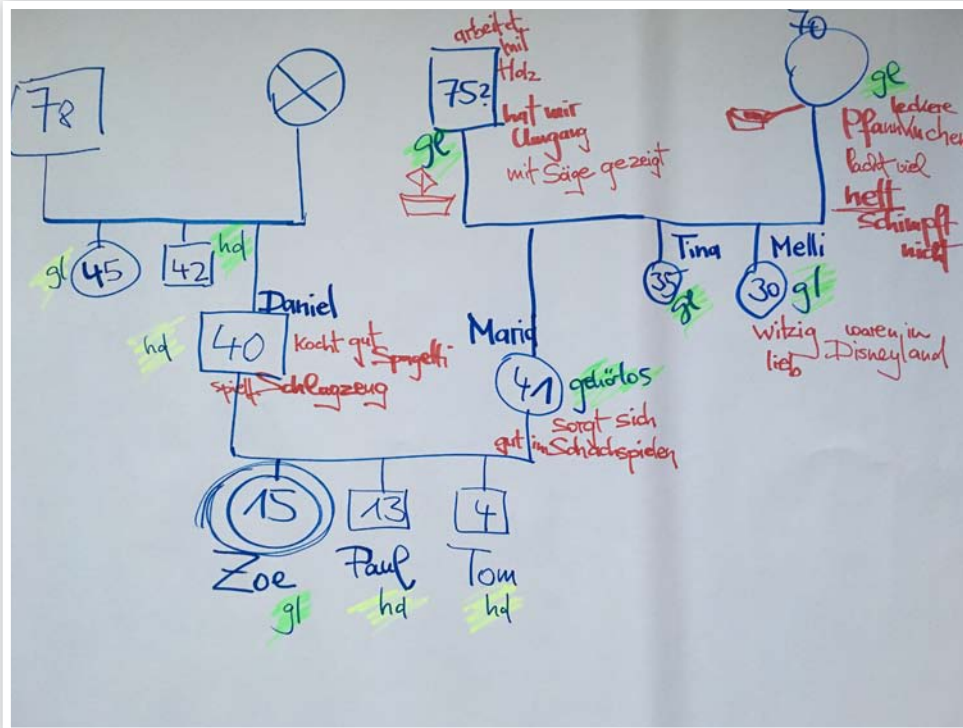 78
arbeitet
mit
Holz
75?
hat mir
Umgang
mit Säge gezeigt
gl
70
gl
leckere
Pfannkuchen
lacht viel
schimpft
nicht
gl
45
42
hd
Tina
35
gl
Melli
30
gl
witzig
lieb
waren in
Disneyland
Daniel
hd
40
kocht gut
Spagetti
spielt Schlagzeug
Maria
41
gehörlos
sorgt sich
gut im Schachspielen
15
13
4
Zoe
Paul
Tom
gl
hd
hd